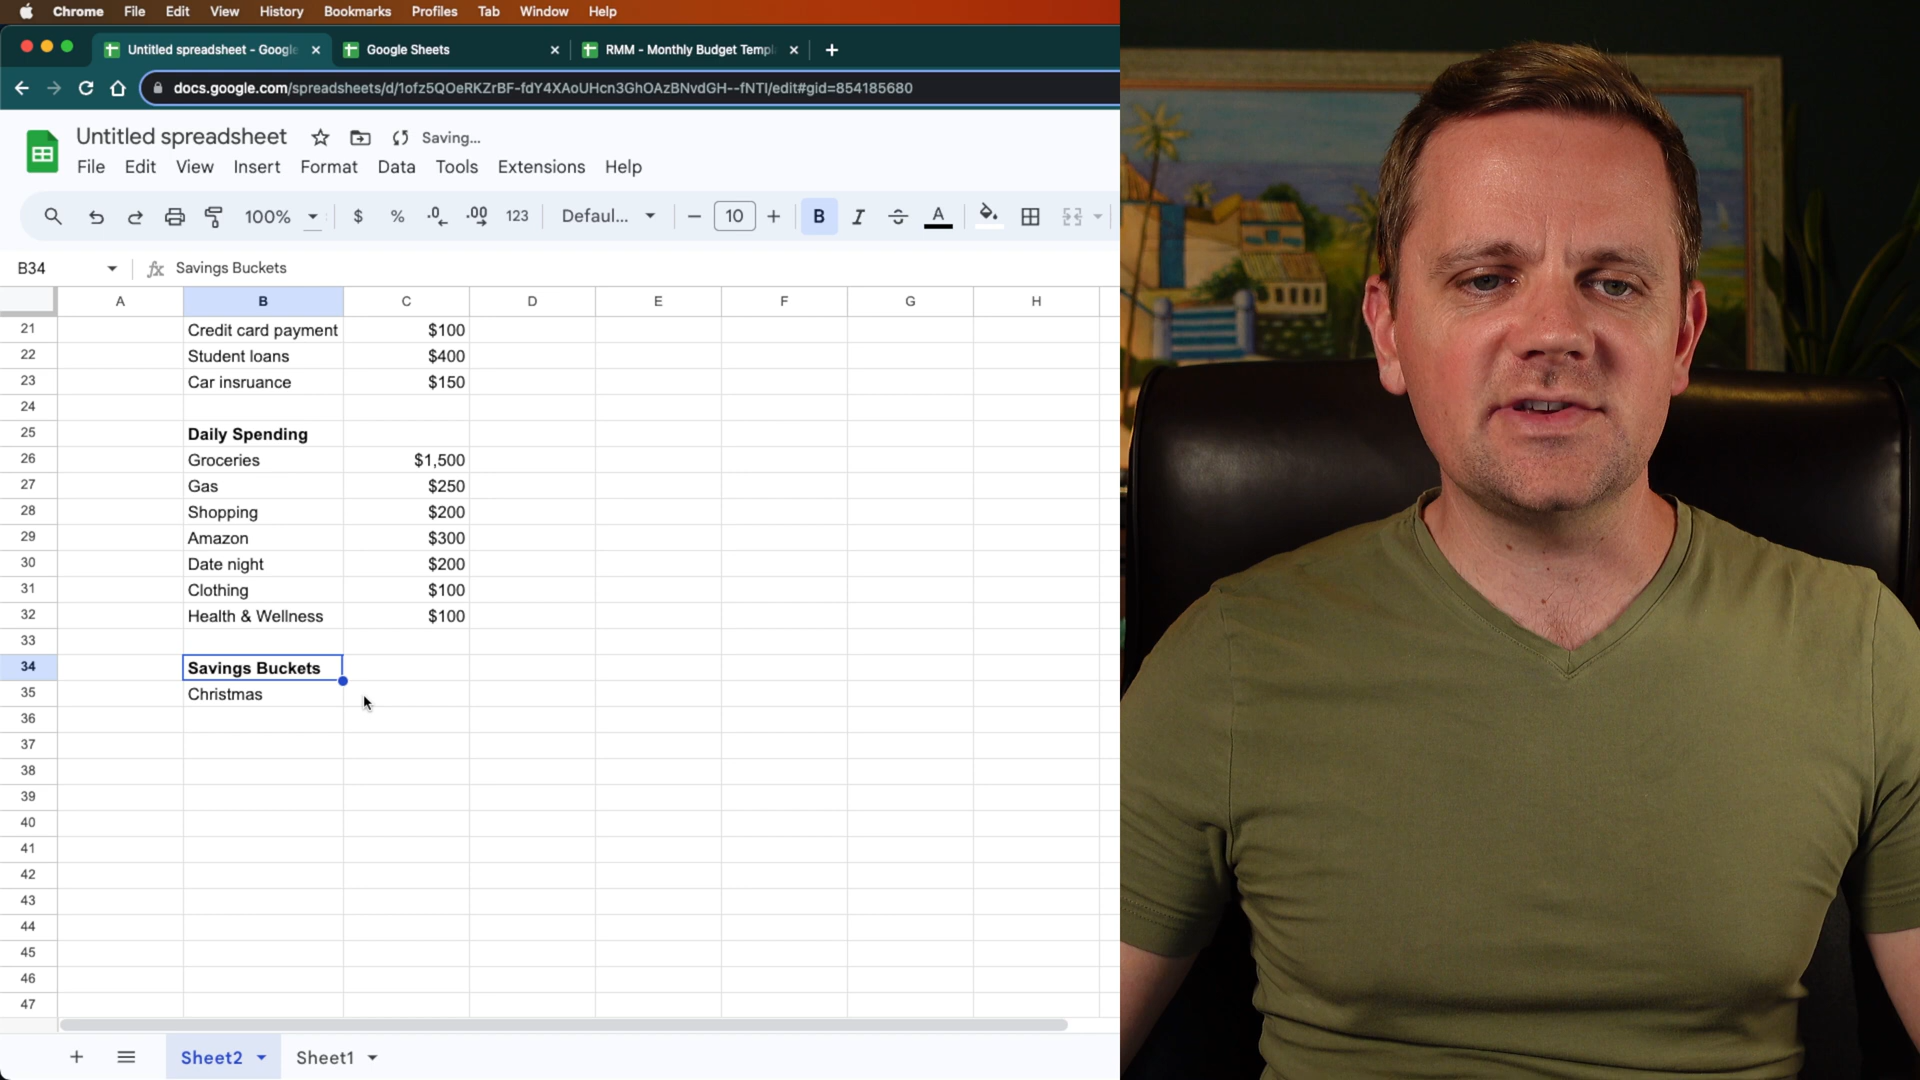 Chrome File Edit View History Bookmarks Profiles Tab Window Help
Untitled spreadsheet - Google Google Sheets RMM - Monthly Budget Templ
docs.google.com/spreadsheets/d/1ofz5QOeRKZrBF-fdY4XAoUHcn3GhOAzBNvdGH--fNTI/edit#gid=854185680
Untitled spreadsheet Saving...
File Edit View Insert Format Data Tools Extensions Help
100% $ % .0 .00 123 Defaul... 10 B I A
B34 fx Savings Buckets
A B C D E F G H
21 Credit card payment $100
22 Student loans $400
23 Car insruance $150
24
25 Daily Spending
26 Groceries $1,500
27 Gas $250
28 Shopping $200
29 Amazon $300
30 Date night $200
31 Clothing $100
32 Health & Wellness $100
33
34 Savings Buckets
35 Christmas
36
37
38
39
40
41
42
43
44
45
46
47
Sheet2 Sheet1